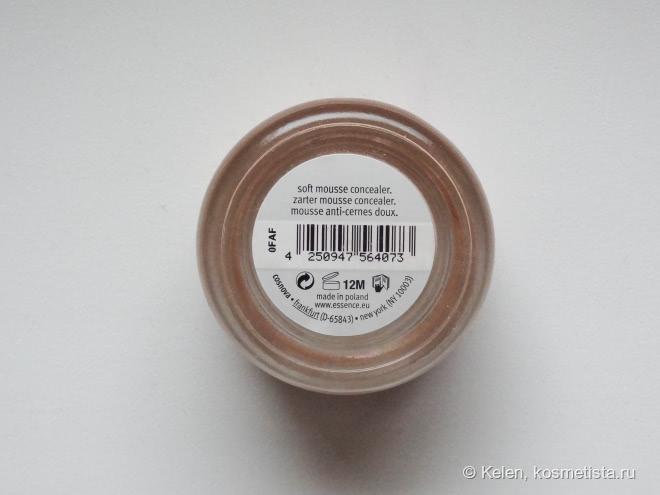 soft mousse concealer.
zarter mousse concealer.
mousse anti-cernes doux.
0FAF
4 250947 564073
12M
made in poland
www.essence.eu
cosnova • frankfurt (D-65843) • new york (NY 10003)
© Kelen, kosmetista.ru